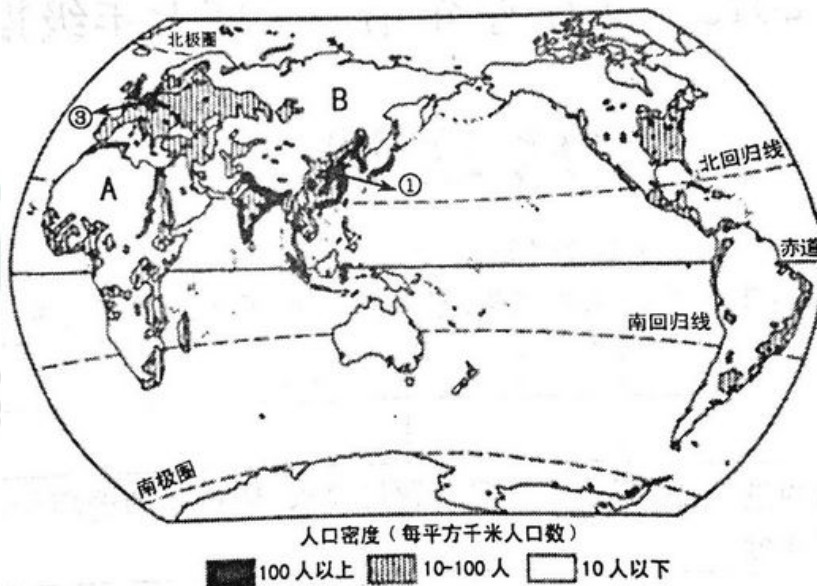 北极圈
③
B
A
①
北回归线
赤道
南回归线
南极圈
人口密度（每平方千米人口数）
100人以上
10-100人
10人以下